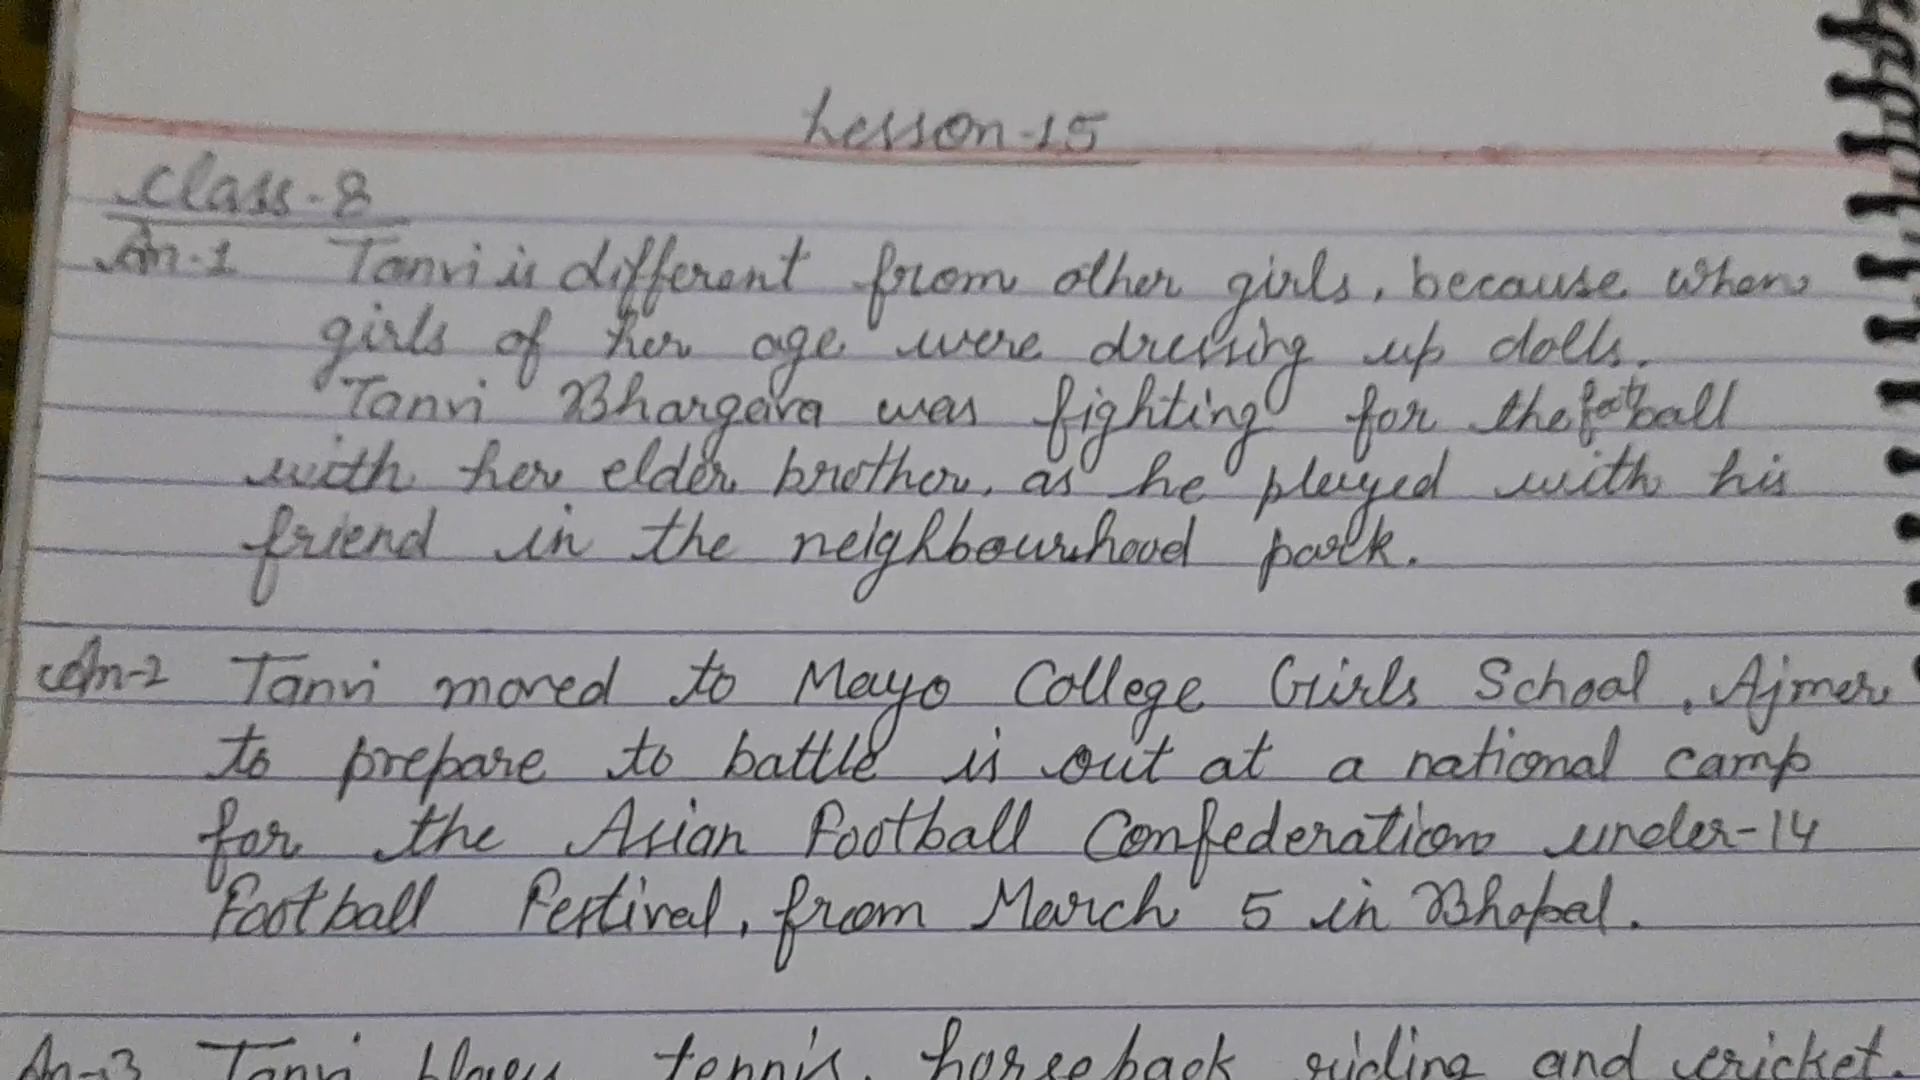 Lesson-15
Class-8
An-1 Tanvi is different from other girls, because when
girls of her age were dressing up dolls.
Tanvi Bhargava was fighting for the football
with her elder brother, as he played with his
friend in the neighbourhood park.
An-2 Tanvi moved to Mayo College Girls School, Ajmer
to prepare to battle is out at a national camp
for the Asian Football Confederation under-14
Football Festival, from March 5 in Bhopal.
An-3 Tanvi plays tennis, horseback riding and cricket.